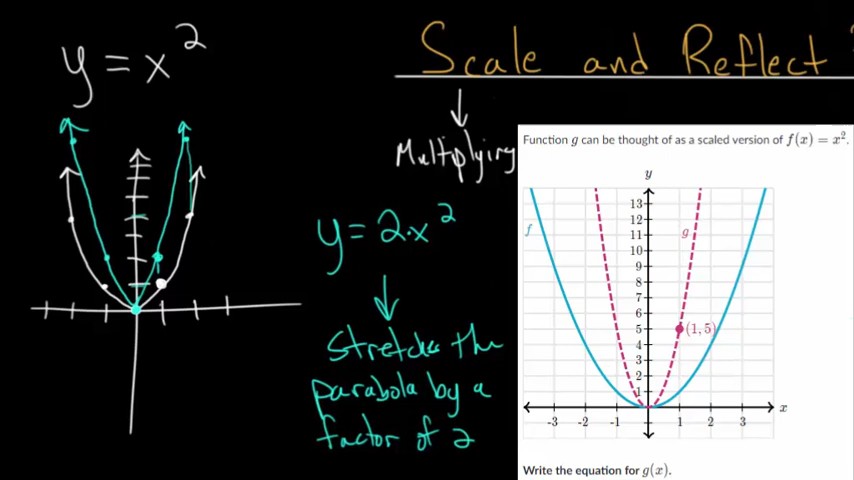 y = x²
Scale and Reflect
Multiplying
y = 2·x²
Stretches the
parabola by a
factor of 2
Function g can be thought of as a scaled version of f(x) = x².
y
13
12
11
10
9
8
7
6
5
4
3
2
1
f
g
(1, 5)
x
-3 -2 -1 1 2 3
Write the equation for g(x).